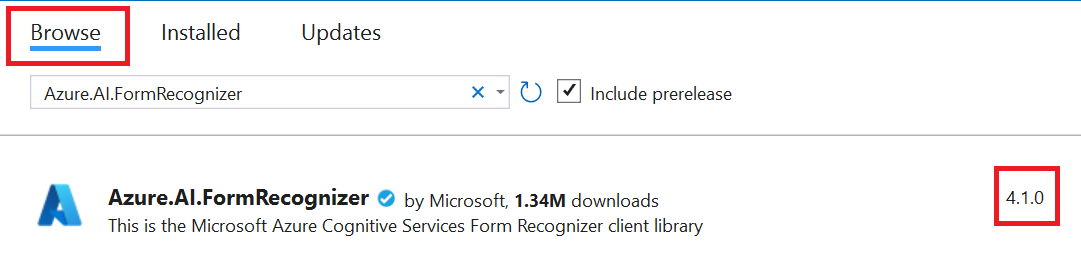 Browse Installed Updates
Azure.AI.FormRecognizer Include prerelease
Azure.AI.FormRecognizer by Microsoft, 1.34M downloads 4.1.0
This is the Microsoft Azure Cognitive Services Form Recognizer client library